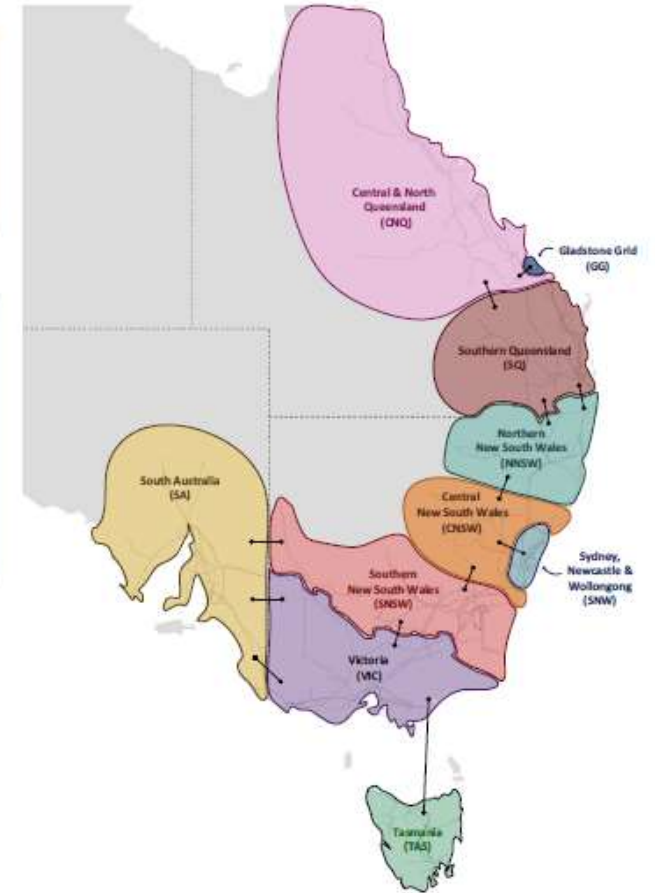 Central & North
Queensland
(CNQ)
Gladstone Grid
(GG)
Southern Queensland
(SQ)
Northern
New South Wales
(NNSW)
South Australia
(SA)
Central
New South Wales
(CNSW)
Sydney,
Newcastle &
Wollongong
(SNW)
Southern
New South Wales
(SNSW)
Victoria
(VIC)
Tasmania
(TAS)